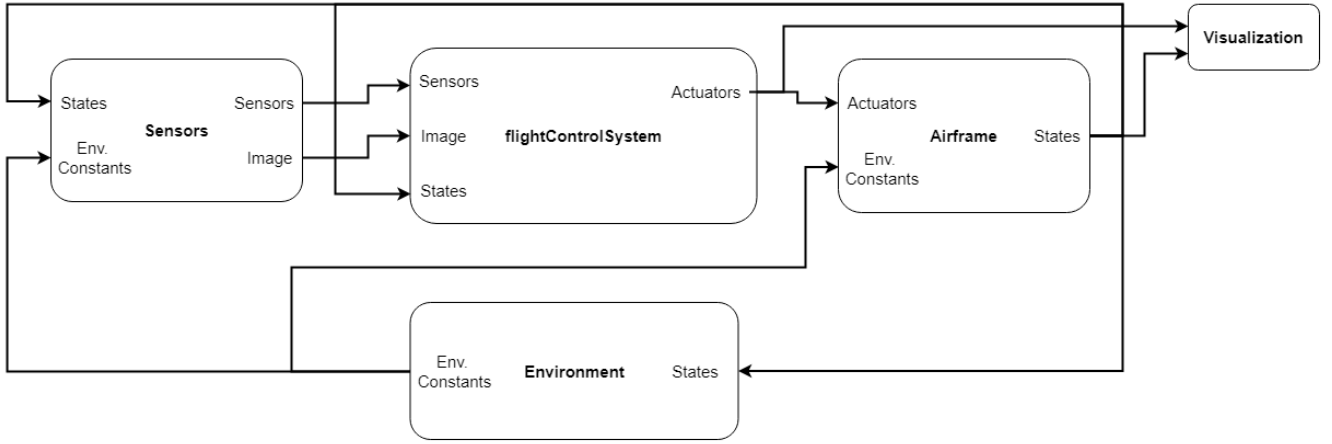 Visualization
States
Env.
Constants
Sensors
Sensors
Image
Sensors
Image
States
flightControlSystem
Actuators
Actuators
Env.
Constants
Airframe
States
Env.
Constants
Environment
States